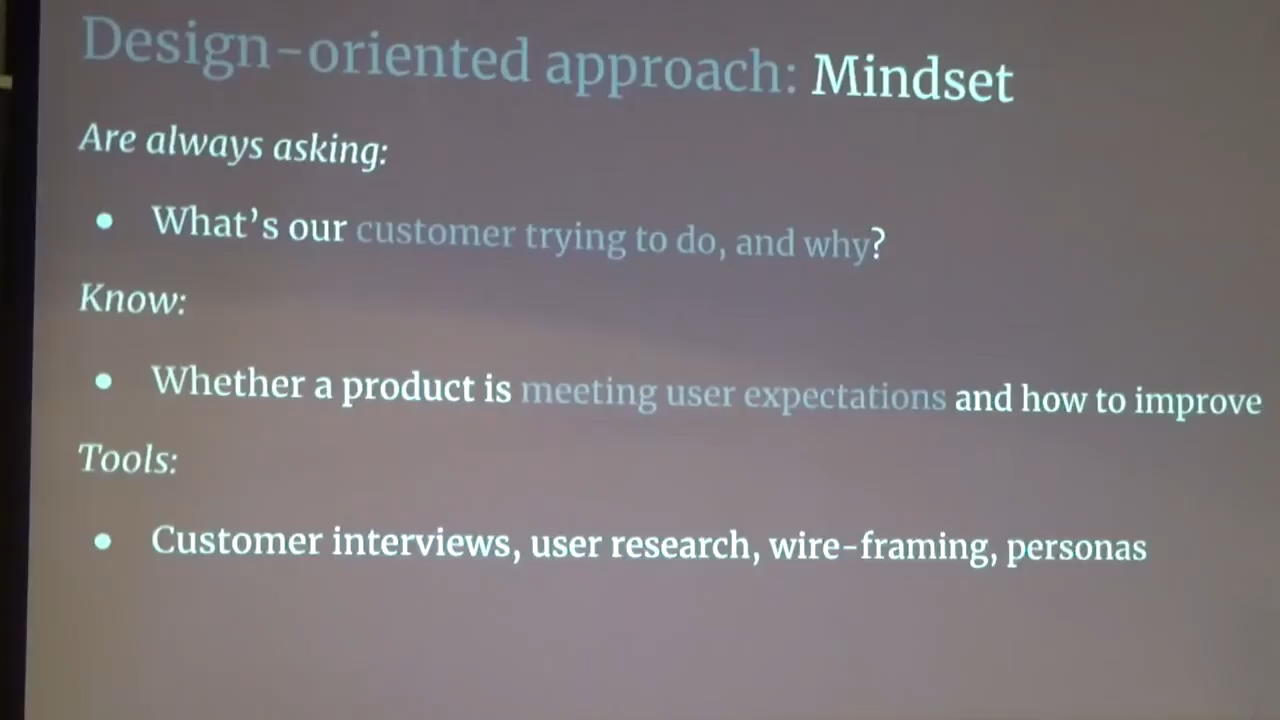 Design-oriented approach: Mindset
Are always asking:
• What's our customer trying to do, and why?
Know:
• Whether a product is meeting user expectations and how to improve
Tools:
• Customer interviews, user research, wire-framing, personas